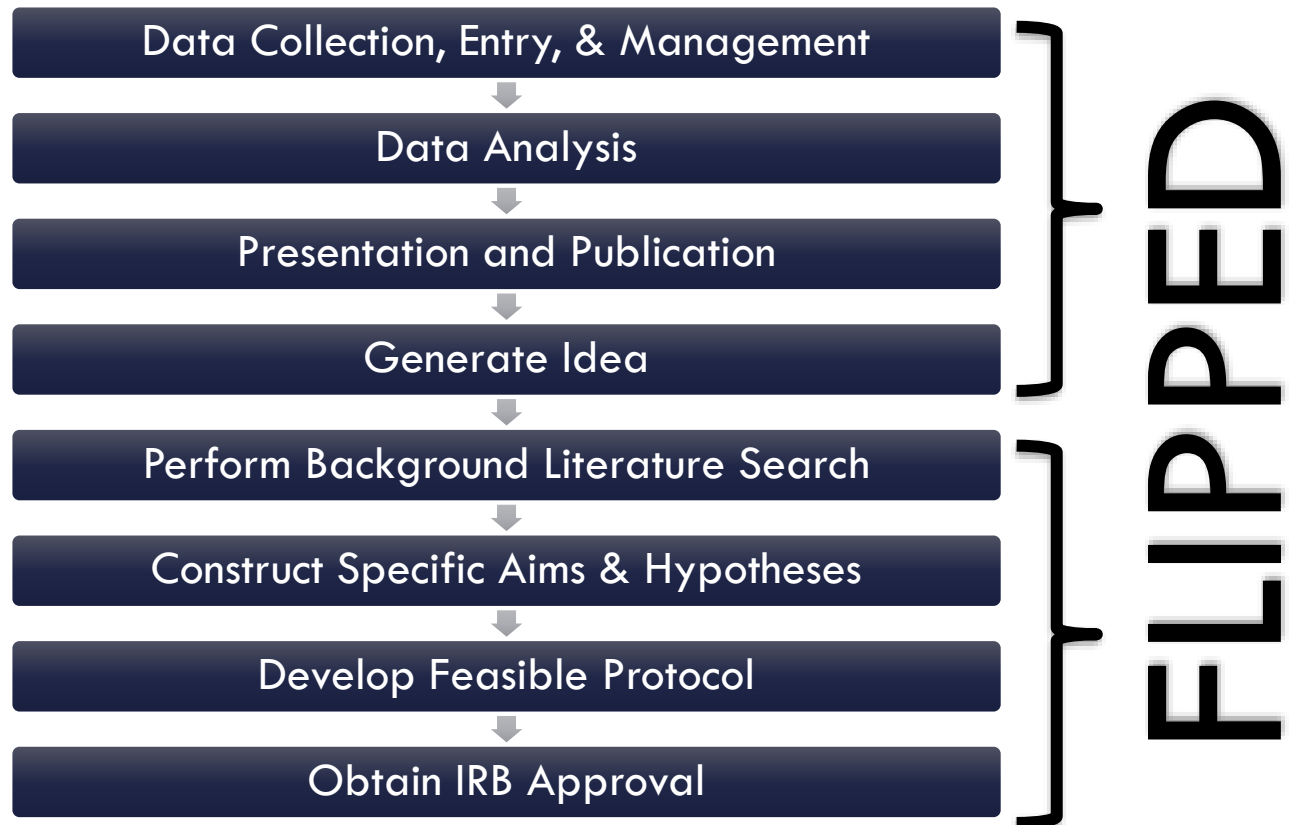 Data Collection, Entry, & Management
Data Analysis
Presentation and Publication
Generate Idea
Perform Background Literature Search
Construct Specific Aims & Hypotheses
Develop Feasible Protocol
Obtain IRB Approval
FLIPPED